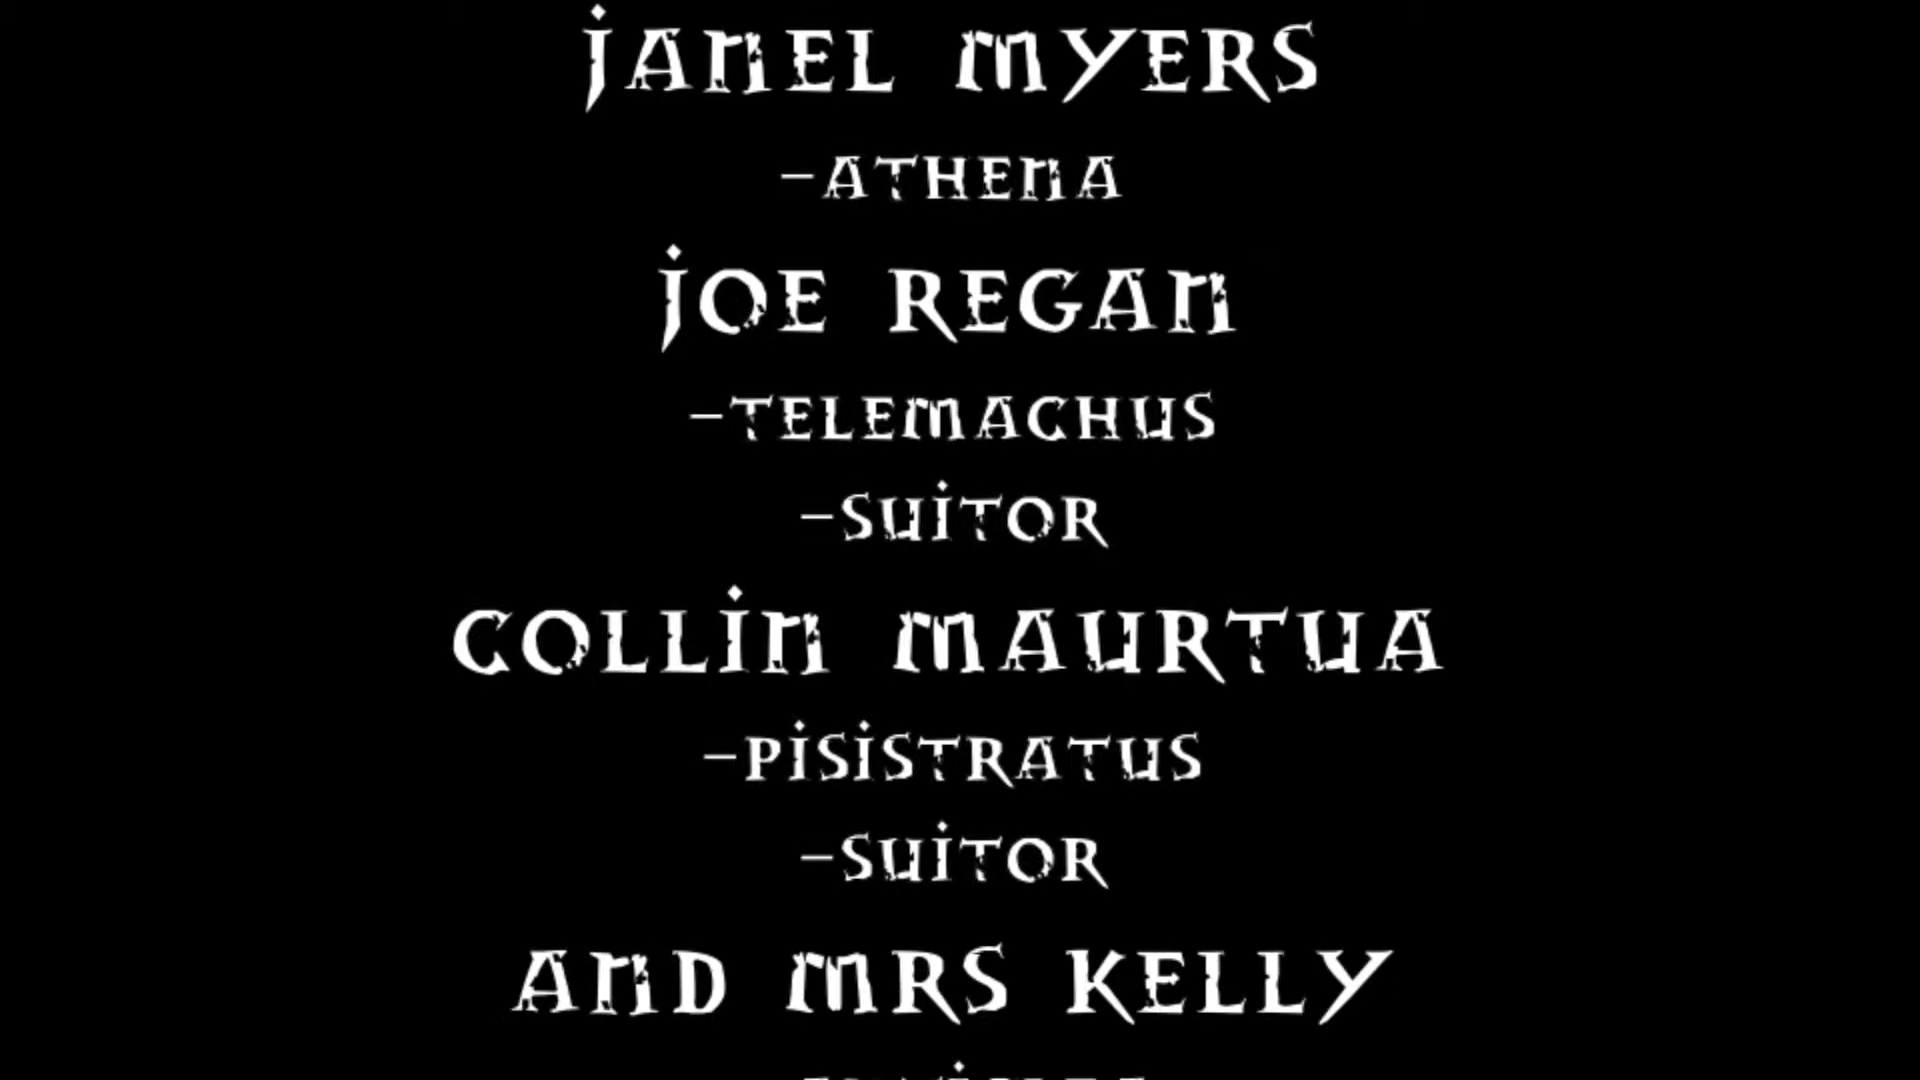 JANEL MYERS
-ATHENA
JOE REGAN
-TELEMACHUS
-SUITOR
COLLIN MAURTUA
-PISISTRATUS
-SUITOR
AND MRS KELLY